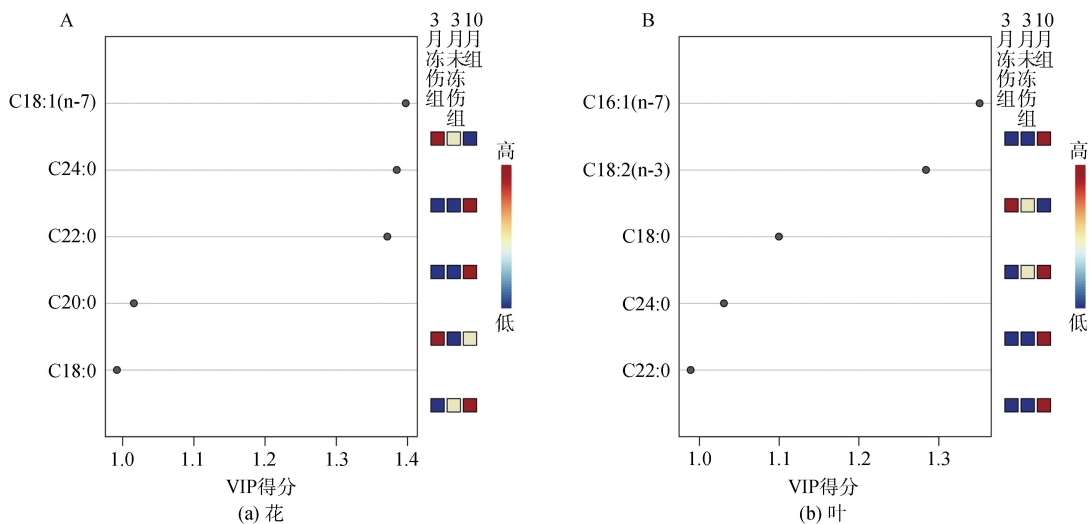 A
3月冻伤组
3月未冻伤组
10月组
C18:1(n-7)
C24:0
C22:0
C20:0
C18:0
高
低
1.0 1.1 1.2 1.3 1.4
VIP得分
(a) 花
B
3月冻伤组
3月未冻伤组
10月组
C16:1(n-7)
C18:2(n-3)
C18:0
C24:0
C22:0
高
低
1.0 1.1 1.2 1.3
VIP得分
(b) 叶